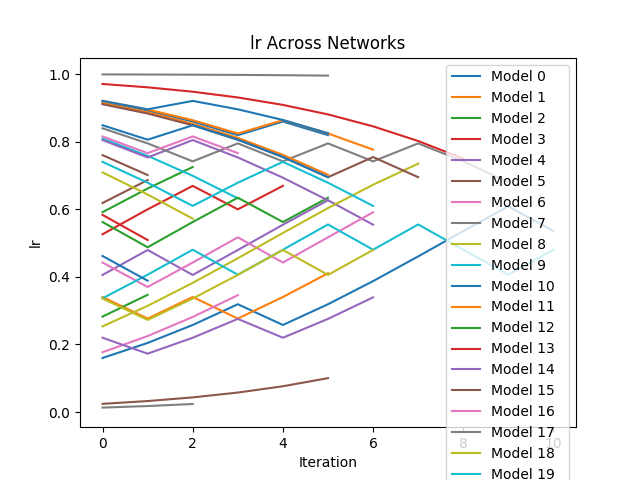 lr Across Networks
lr
1.0
0.8
0.6
0.4
0.2
0.0
0
2
4
6
8
10
Iteration
Model 0
Model 1
Model 2
Model 3
Model 4
Model 5
Model 6
Model 7
Model 8
Model 9
Model 10
Model 11
Model 12
Model 13
Model 14
Model 15
Model 16
Model 17
Model 18
Model 19